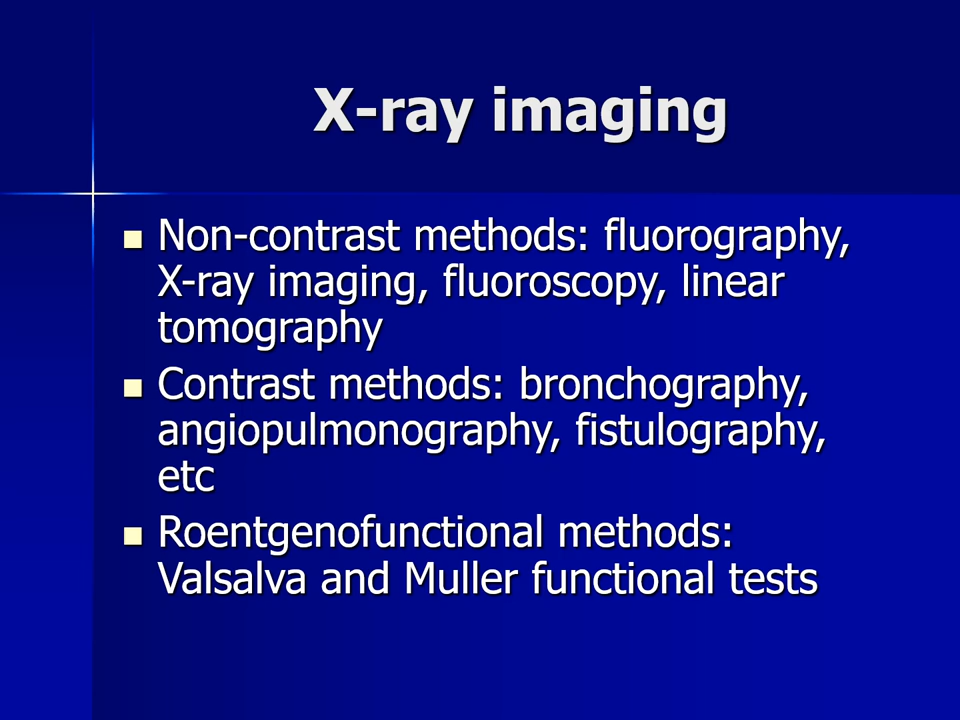 X-ray imaging
Non-contrast methods: fluorography,
X-ray imaging, fluoroscopy, linear
tomography
Contrast methods: bronchography,
angiopulmonography, fistulography,
etc
Roentgenofunctional methods:
Valsalva and Muller functional tests